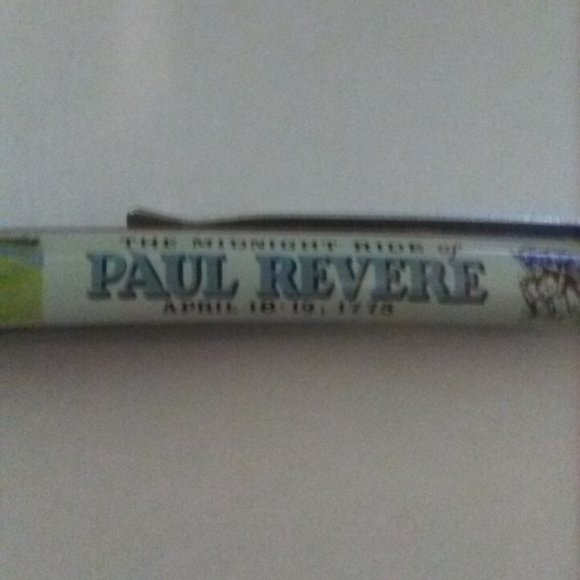 THE MIDNIGHT RIDE of
PAUL REVERE
APRIL 18-19, 1775